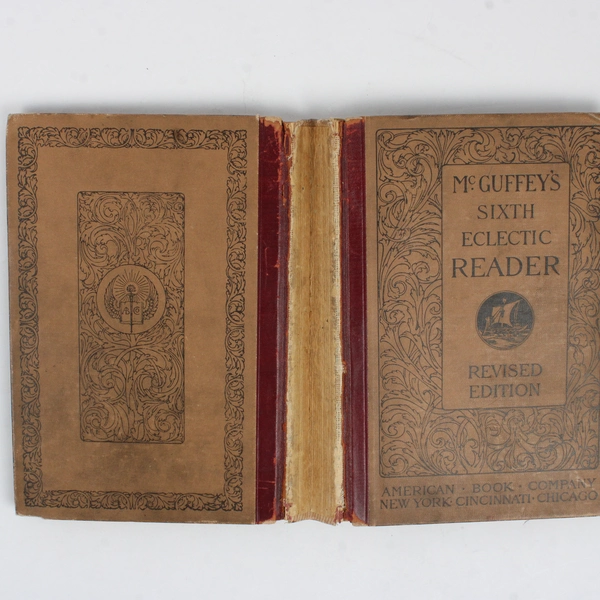 McGUFFEY'S
SIXTH
ECLECTIC
READER
REVISED
EDITION
AMERICAN · BOOK · COMPANY
NEW YORK · CINCINNATI · CHICAGO